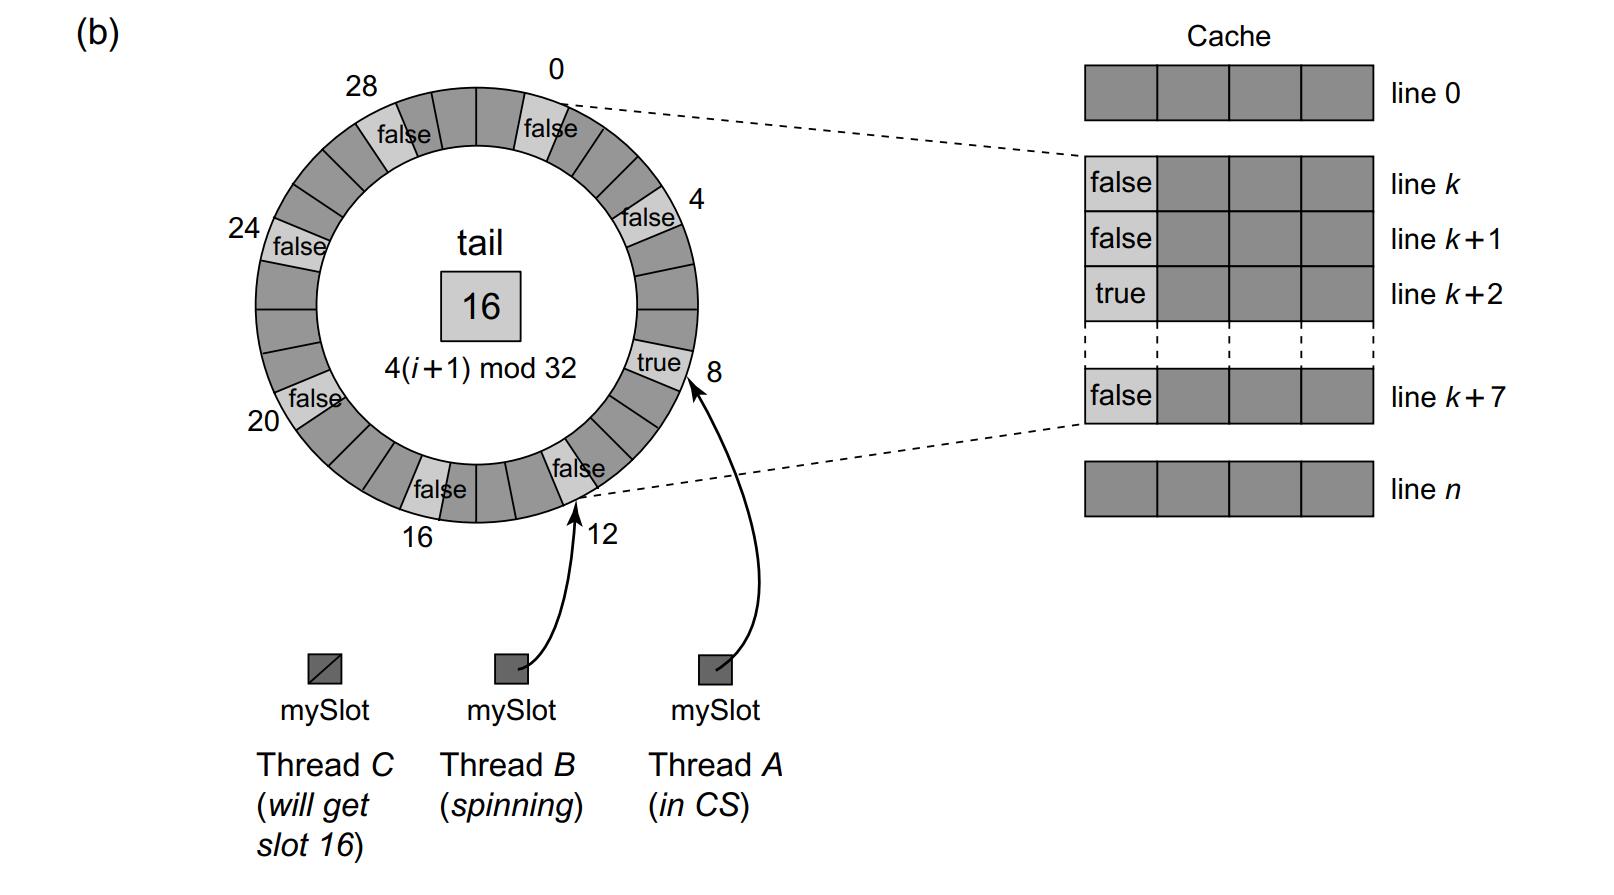 (b)
0
28
false
false
4
24
false
false
tail
16
4(i+1) mod 32
true
8
20
false
false
false
16
12
mySlot
mySlot
mySlot
Thread C
(will get
slot 16)
Thread B
(spinning)
Thread A
(in CS)
Cache
line 0
false
line k
false
line k+1
true
line k+2
false
line k+7
line n